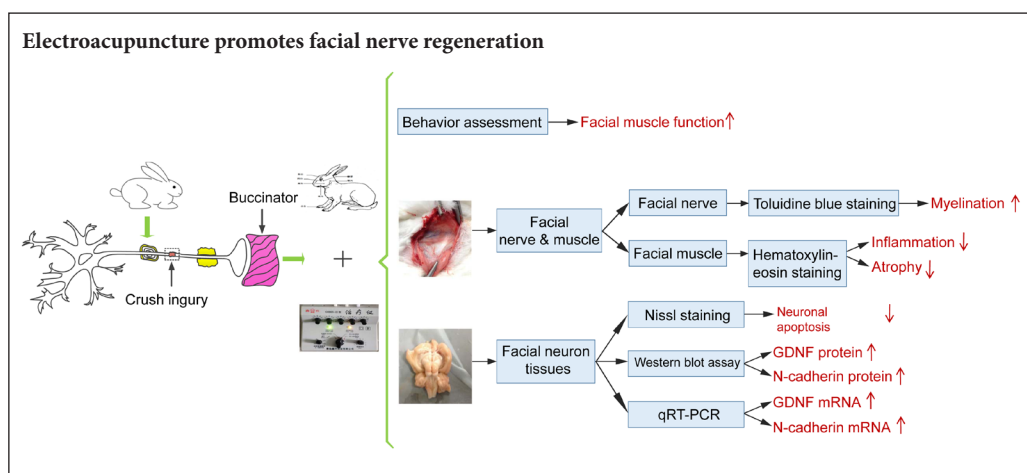 Electroacupuncture promotes facial nerve regeneration
Behavior assessment
Facial muscle function↑
Buccinator
Crush ingury
+
Facial
nerve & muscle
Facial nerve
Toluidine blue staining
Myelination ↑
Facial muscle
Hematoxylin-
eosin staining
Inflammation ↓
Atrophy ↓
Facial neuron
tissues
Nissl staining
Neuronal
apoptosis ↓
Western blot assay
GDNF protein ↑
N-cadherin protein ↑
qRT-PCR
GDNF mRNA ↑
N-cadherin mRNA ↑